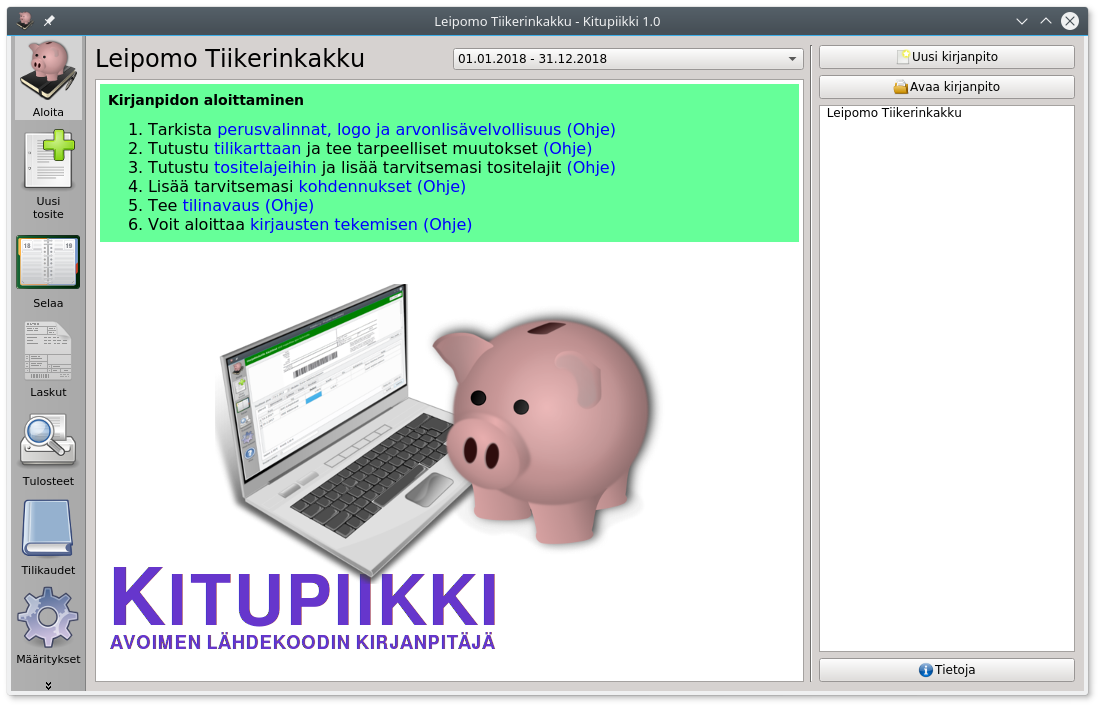 Leipomo Tiikerinkakku - Kitupiikki 1.0
Aloita
Uusi
tosite
18 19
Selaa
Laskut
Tulosteet
Tilikaudet
Määritykset
Leipomo Tiikerinkakku
01.01.2018 - 31.12.2018
Kirjanpidon aloittaminen
1. Tarkista perusvalinnat, logo ja arvonlisävelvollisuus (Ohje)
2. Tutustu tilikarttaan ja tee tarpeelliset muutokset (Ohje)
3. Tutustu tositelajeihin ja lisää tarvitsemasi tositelajit (Ohje)
4. Lisää tarvitsemasi kohdennukset (Ohje)
5. Tee tilinavaus (Ohje)
6. Voit aloittaa kirjausten tekemisen (Ohje)
KITUPIIKKI
AVOIMEN LÄHDEKOODIN KIRJANPITÄJÄ
Uusi kirjanpito
Avaa kirjanpito
Leipomo Tiikerinkakku
Tietoja